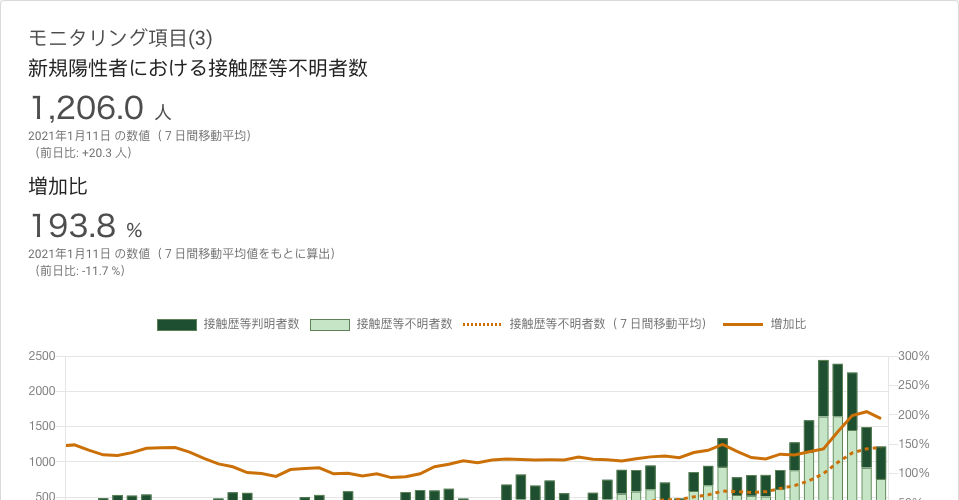 モニタリング項目(3)
新規陽性者における接触歴等不明者数
1,206.0 人
2021年1月11日 の数値（７日間移動平均）
（前日比: +20.3 人）
増加比
193.8 %
2021年1月11日 の数値（７日間移動平均値をもとに算出）
（前日比: -11.7 %）
接触歴等判明者数 接触歴等不明者数 接触歴等不明者数（７日間移動平均） 増加比
2500 300%
250%
2000
200%
1500
150%
1000
100%
500
50%